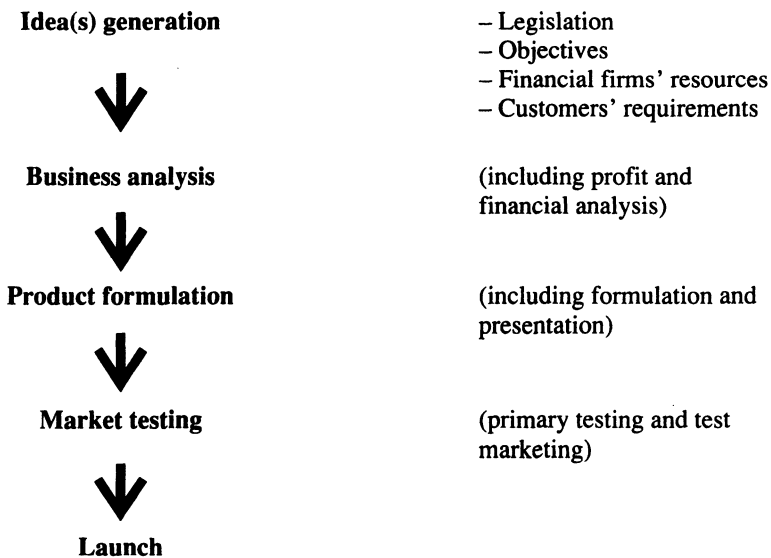 Idea(s) generation
– Legislation
– Objectives
– Financial firms’ resources
– Customers’ requirements
Business analysis
(including profit and
financial analysis)
Product formulation
(including formulation and
presentation)
Market testing
(primary testing and test
marketing)
Launch